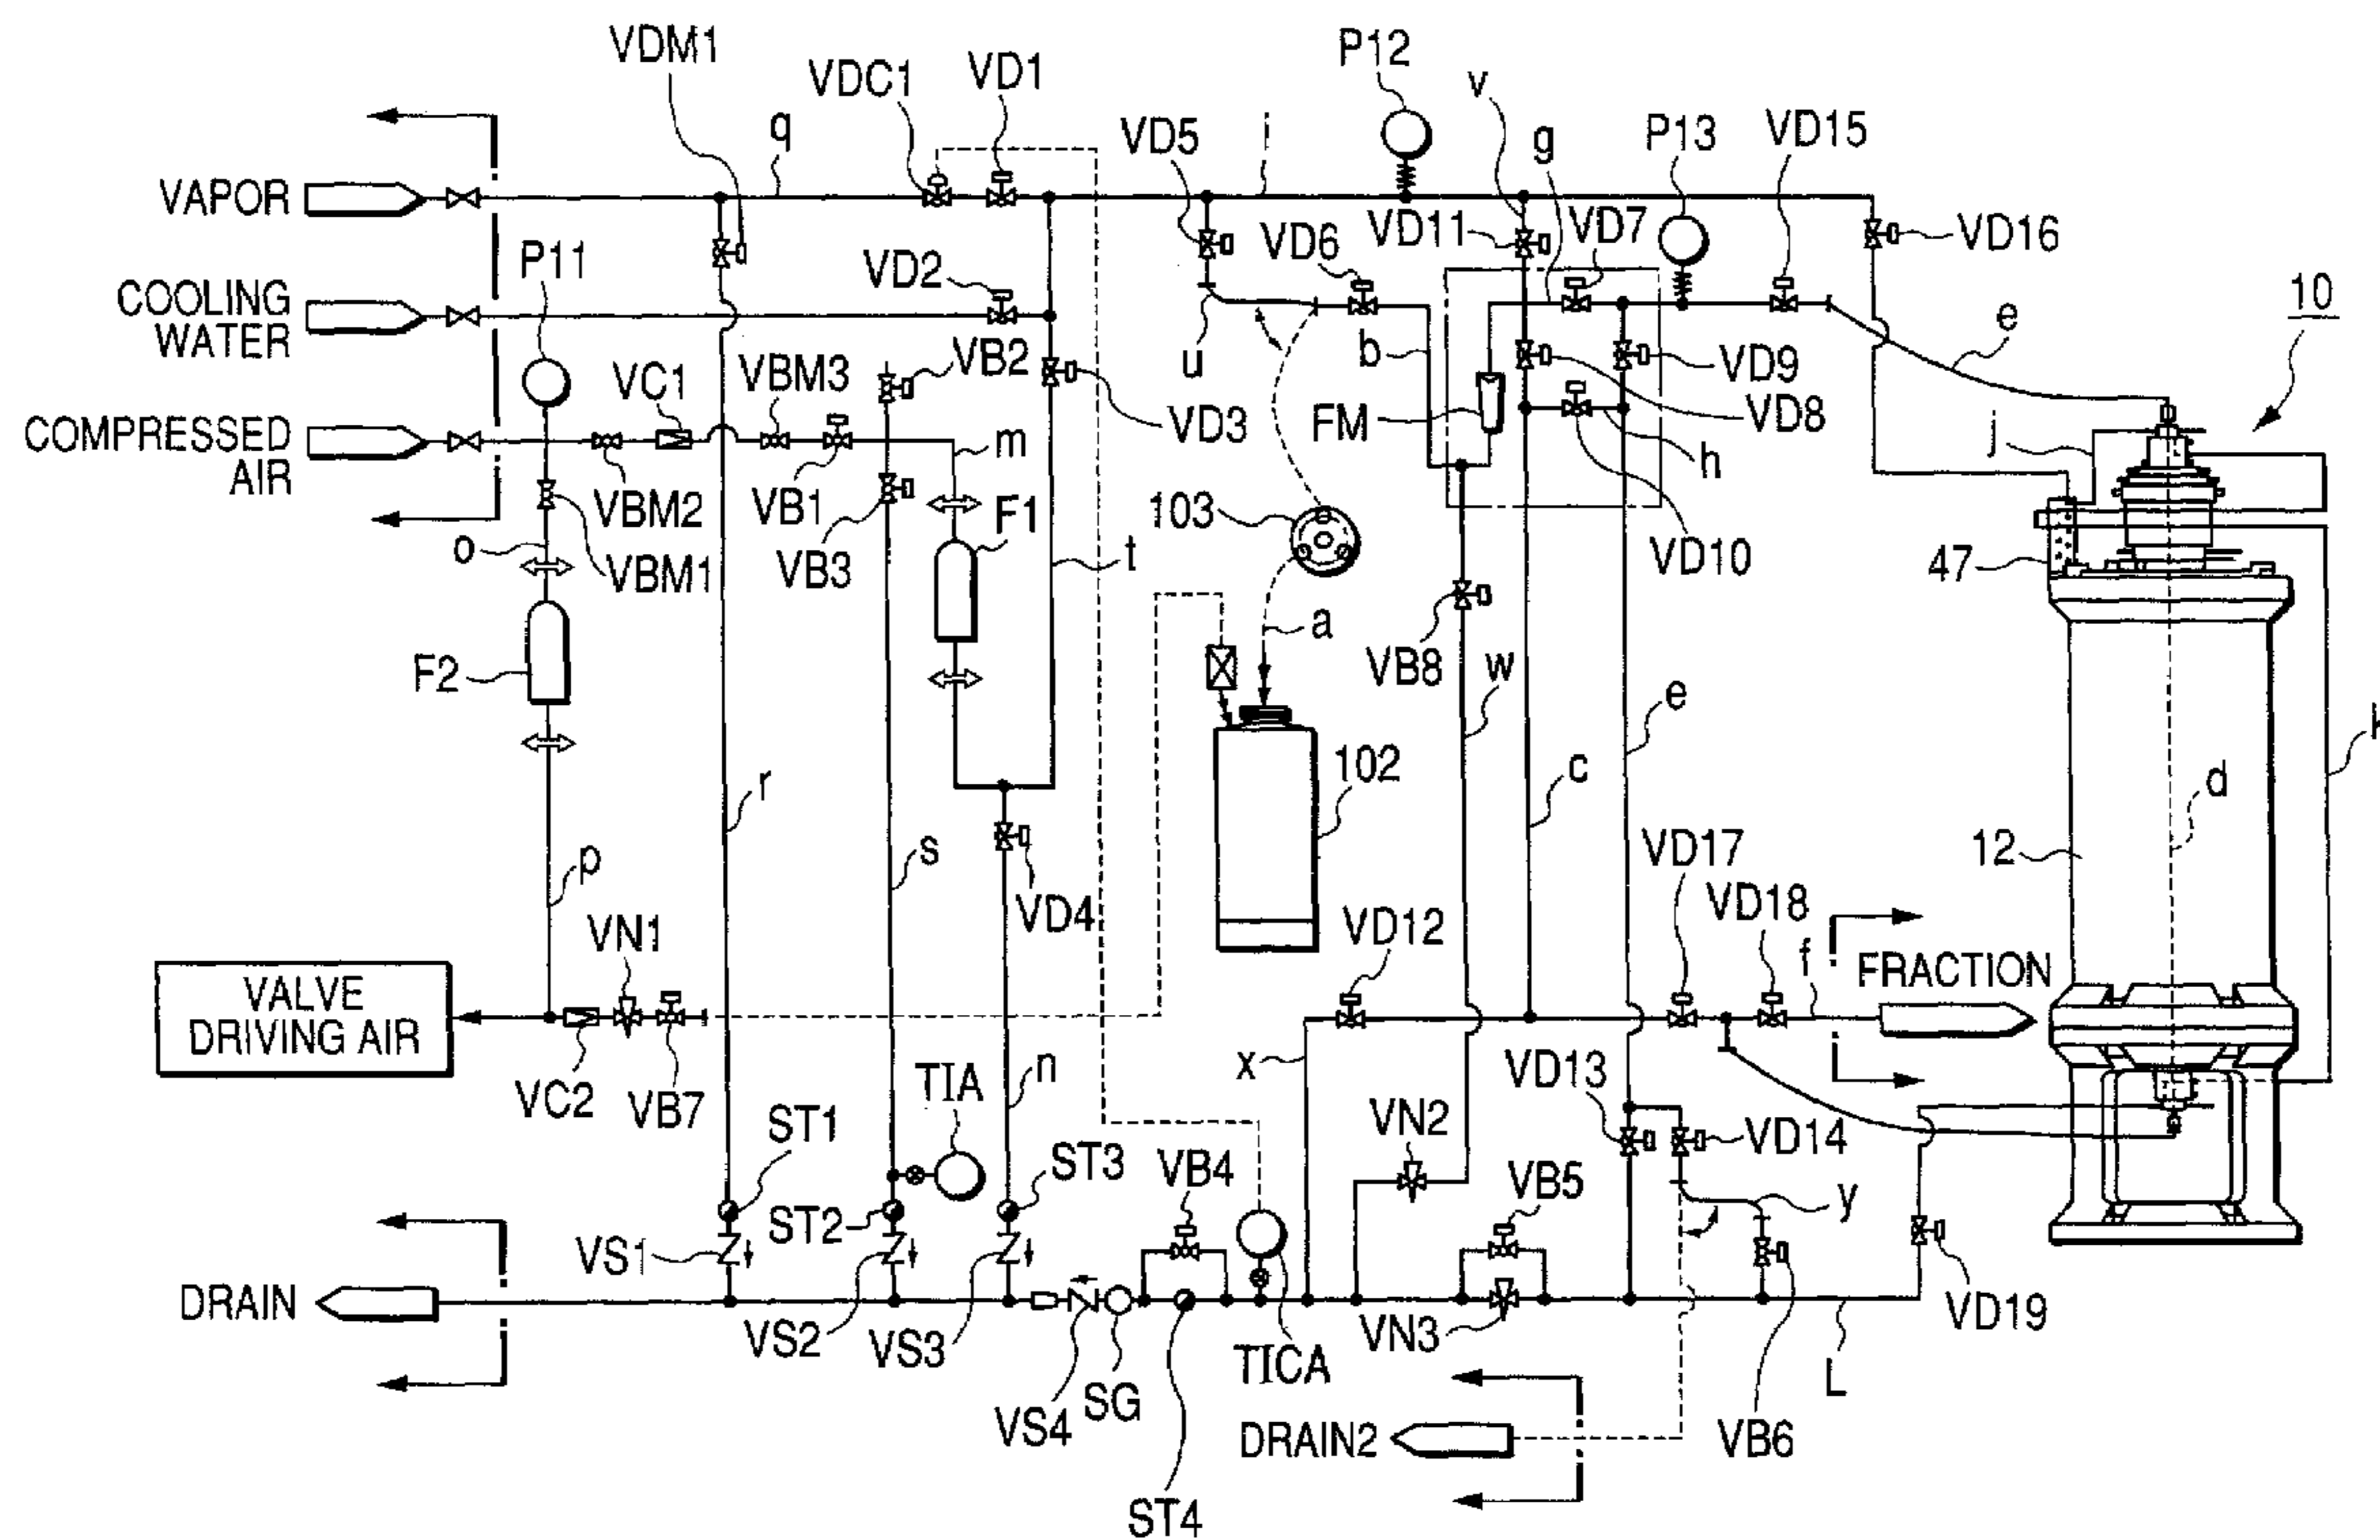 VDM1
VDC1
VD1
P12
v
q
i
VD5
g
P13
VD15
VAPOR
P11
VD2
VD6
VD11
VD7
VD16
COOLING
WATER
10
VC1
VBM3
VB2
u
b
VD9
e
COMPRESSED
AIR
m
VD3
FM
VD8
h
j
VBM2
VB1
F1
103
VD10
o
VBM1
VB3
t
47
F2
a
VB8
w
e
k
102
c
d
r
p
s
VD17
12
VD4
VD12
VD18
VN1
f
FRACTION
VALVE
DRIVING AIR
x
VC2
VB7
TIA
n
VD13
ST1
ST3
VB4
VN2
VD14
VB5
y
ST2
VS1
DRAIN
VS2
VS3
VN3
VD19
TICA
L
VS4
SG
DRAIN2
VB6
ST4